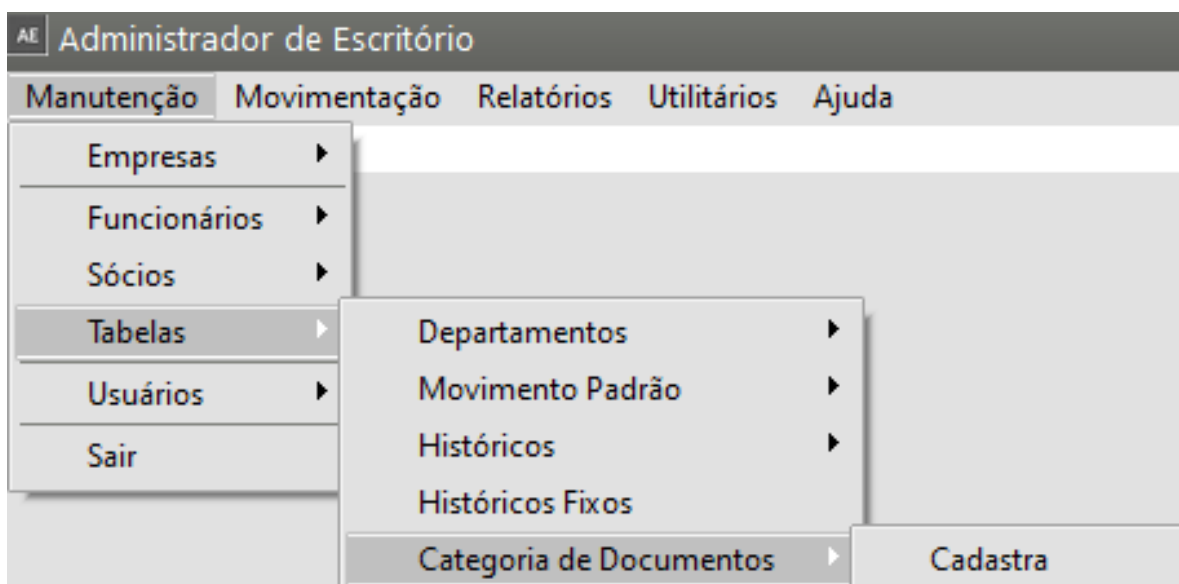 AE Administrador de Escritório
Manutenção Movimentação Relatórios Utilitários Ajuda
Empresas
Funcionários
Sócios
Tabelas
Usuários
Sair
Departamentos
Movimento Padrão
Históricos
Históricos Fixos
Categoria de Documentos
Cadastra